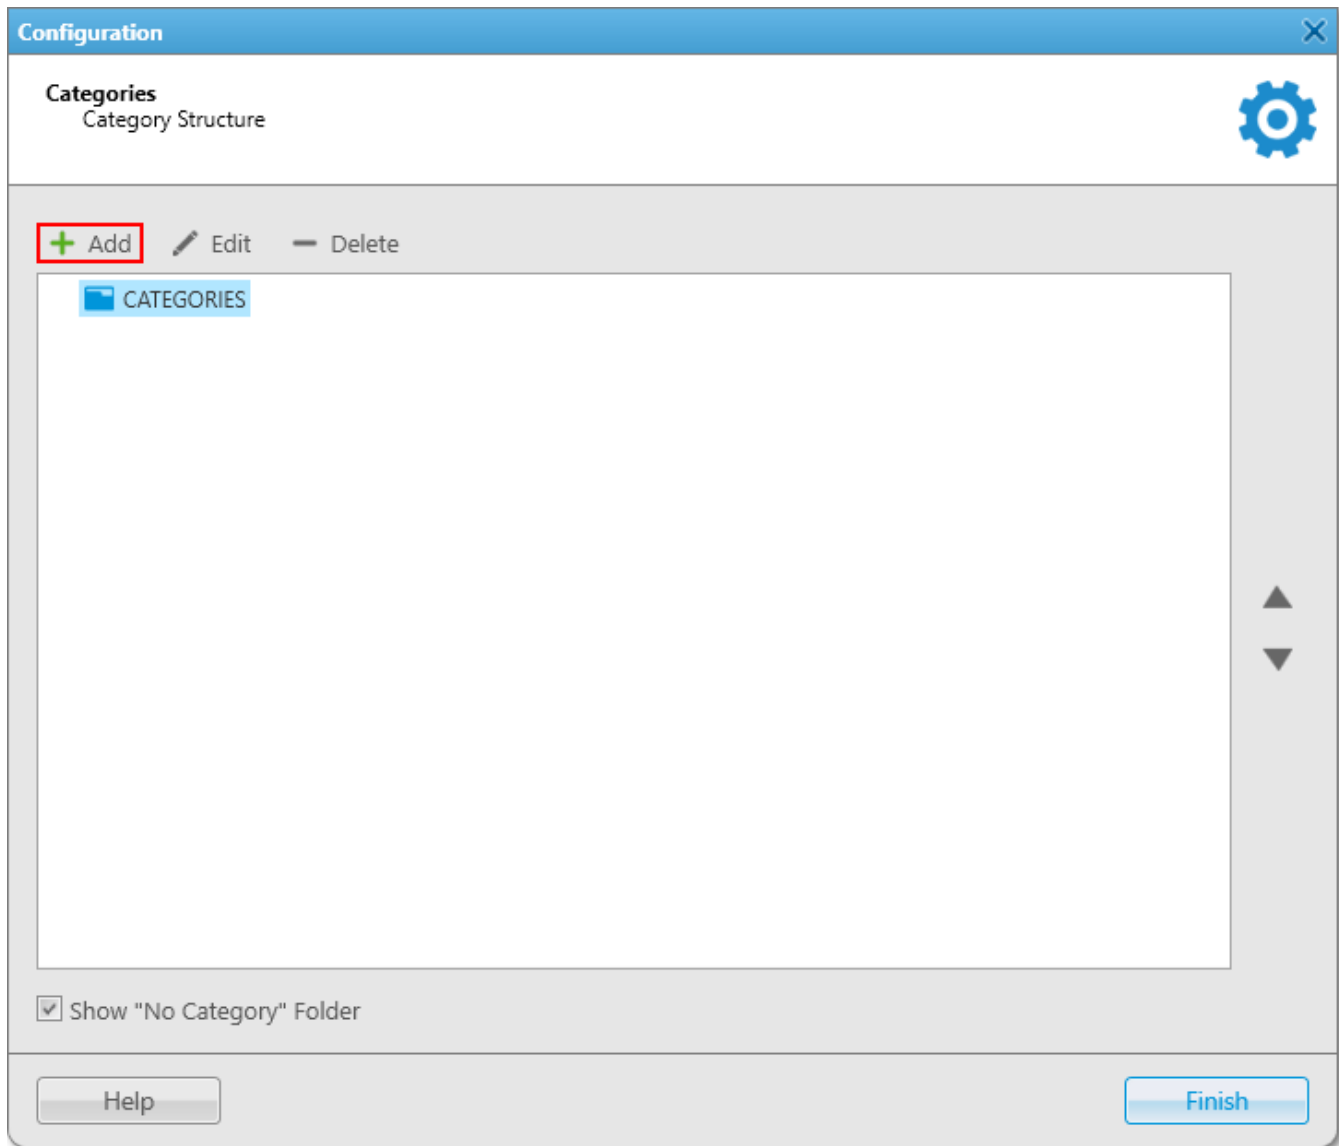 Configuration
Categories
Category Structure
Add Edit Delete
CATEGORIES
Show "No Category" Folder
Help Finish